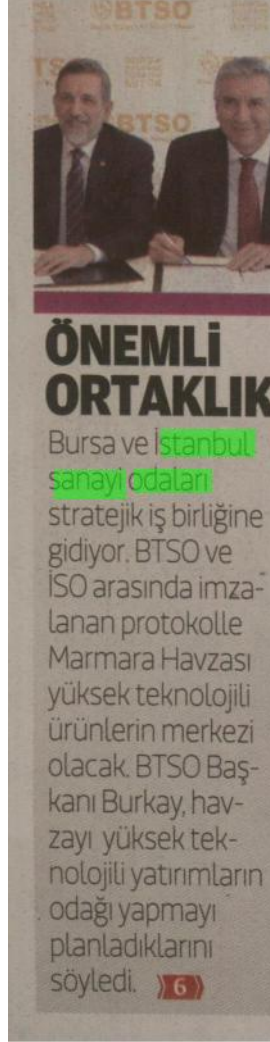 BTSO
BTSO
ÖNEMLİ
ORTAKLIK
Bursa ve İstanbul
sanayi odaları
stratejik iş birliğine
gidiyor. BTSO ve
İSO arasında imza-
lanan protokolle
Marmara Havzası
yüksek teknolojili
ürünlerin merkezi
olacak. BTSO Baş-
kanı Burkay, hav-
zayı yüksek tek-
nolojili yatırımların
odağı yapmayı
planladıklarını
söyledi. 6